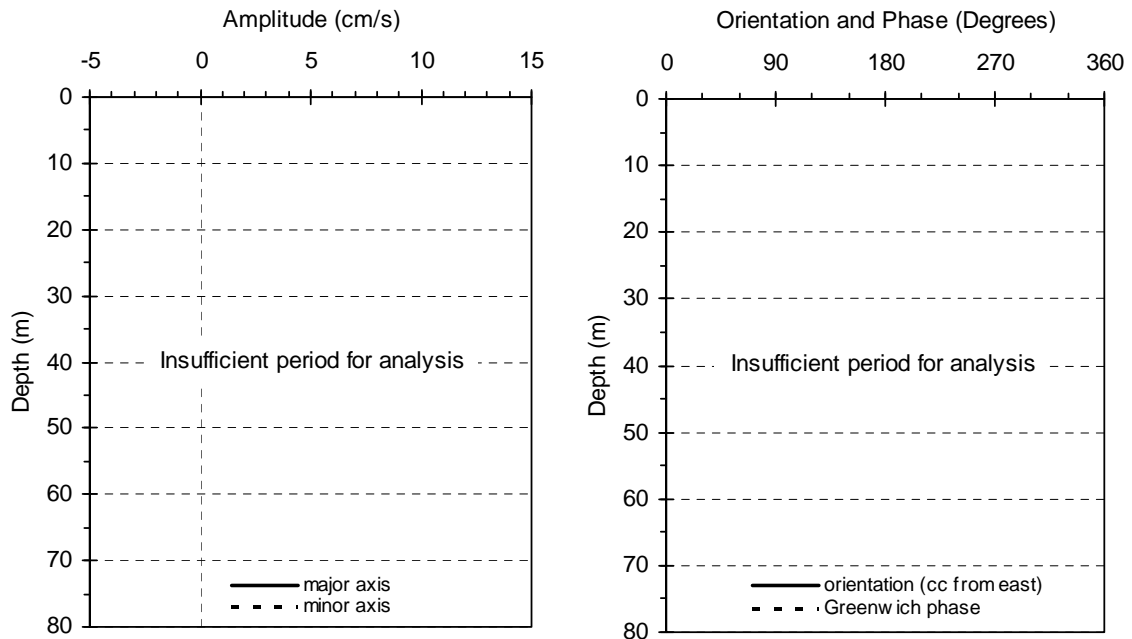 Amplitude (cm/s)
-5 0 5 10 15
0
10
20
30
40
50
60
70
80
Depth (m)
Insufficient period for analysis
major axis
minor axis
Orientation and Phase (Degrees)
0 90 180 270 360
0
10
20
30
40
50
60
70
80
Depth (m)
Insufficient period for analysis
orientation (cc from east)
Greenwich phase